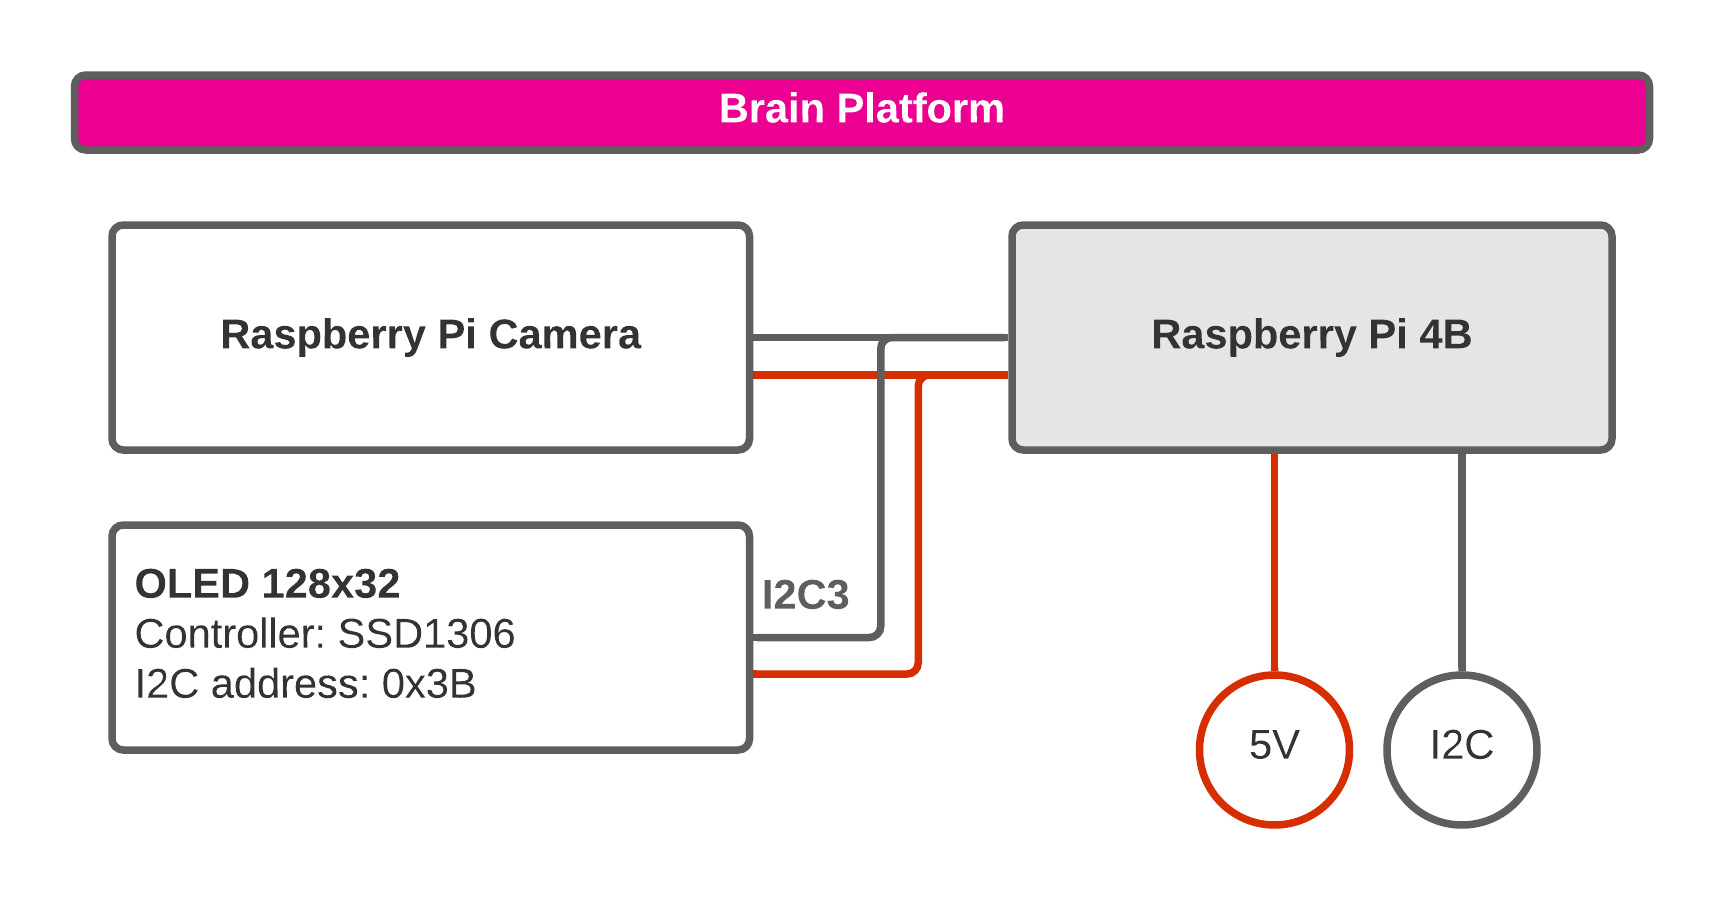 Brain Platform
Raspberry Pi Camera
Raspberry Pi 4B
OLED 128x32
Controller: SSD1306
I2C address: 0x3B
I2C3
5V
I2C